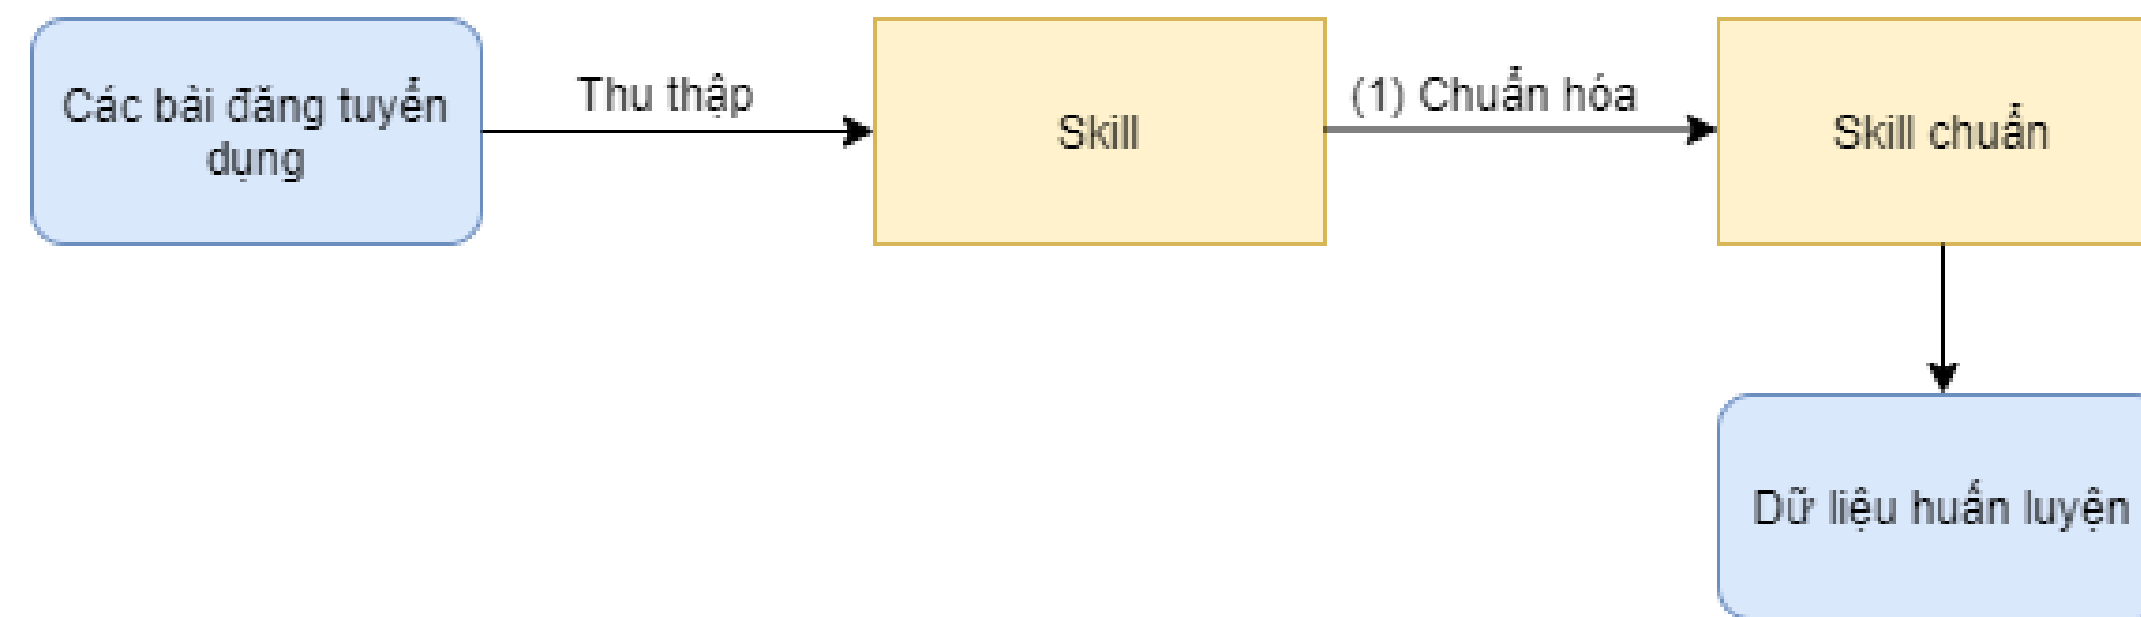 Các bài đăng tuyển
dụng
Thu thập
Skill
(1) Chuẩn hóa
Skill chuẩn
Dữ liệu huấn luyện